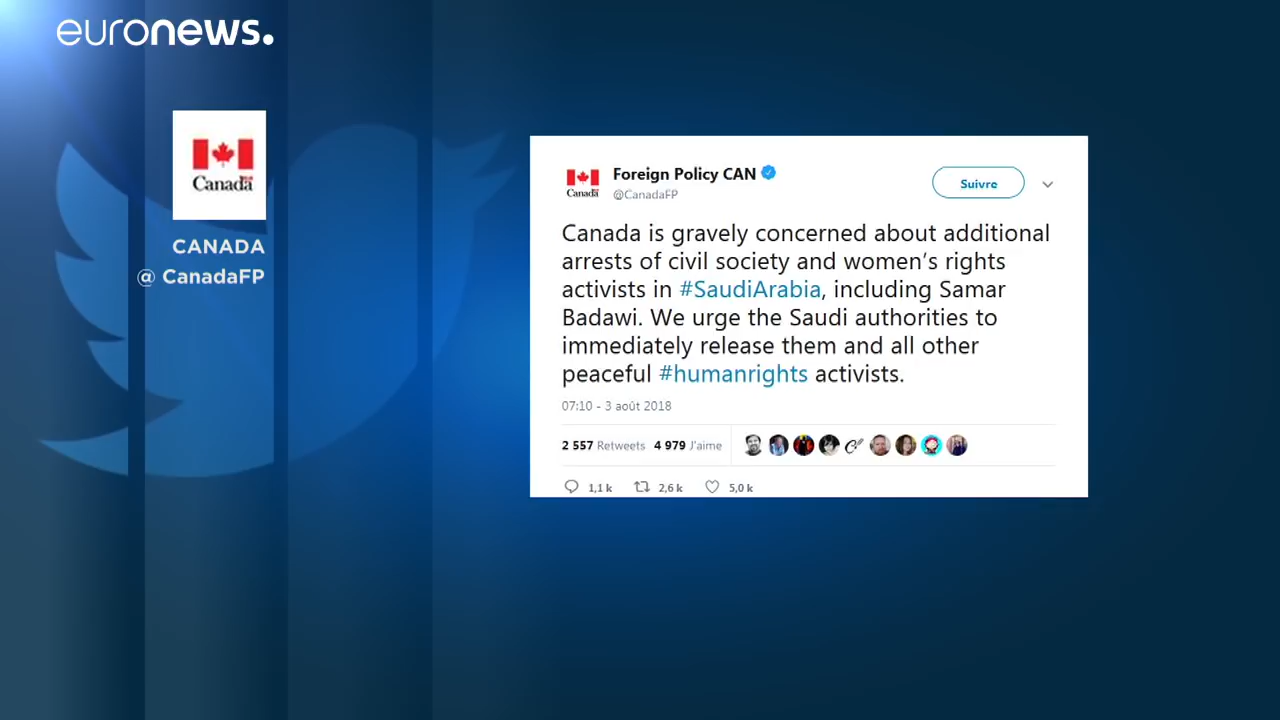 euronews.
Canada
CANADA
@ CanadaFP
Canada
Foreign Policy CAN
@CanadaFP
Suivre
Canada is gravely concerned about additional
arrests of civil society and women’s rights
activists in #SaudiArabia, including Samar
Badawi. We urge the Saudi authorities to
immediately release them and all other
peaceful #humanrights activists.
07:10 - 3 août 2018
2 557 Retweets 4 979 J'aime
1,1 k 2,6 k 5,0 k